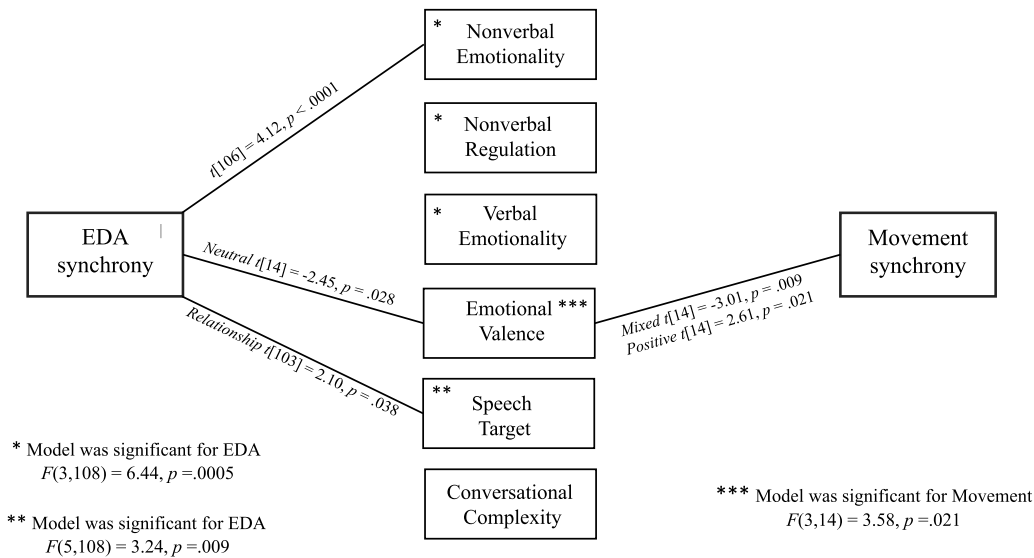 *
Nonverbal
Emotionality
t[106] = 4.12, p < .0001
*
Nonverbal
Regulation
*
Verbal
Emotionality
EDA
synchrony
Movement
synchrony
Neutral t[14] = -2.45, p = .028
Emotional ***
Valence
Mixed t[14] = -3.01, p = .009
Positive t[14] = 2.61, p = .021
Relationship t[103] = 2.10, p = .038
**
Speech
Target
* Model was significant for EDA
F(3,108) = 6.44, p =.0005
Conversational
Complexity
*** Model was significant for Movement
F(3,14) = 3.58, p =.021
** Model was significant for EDA
F(5,108) = 3.24, p =.009